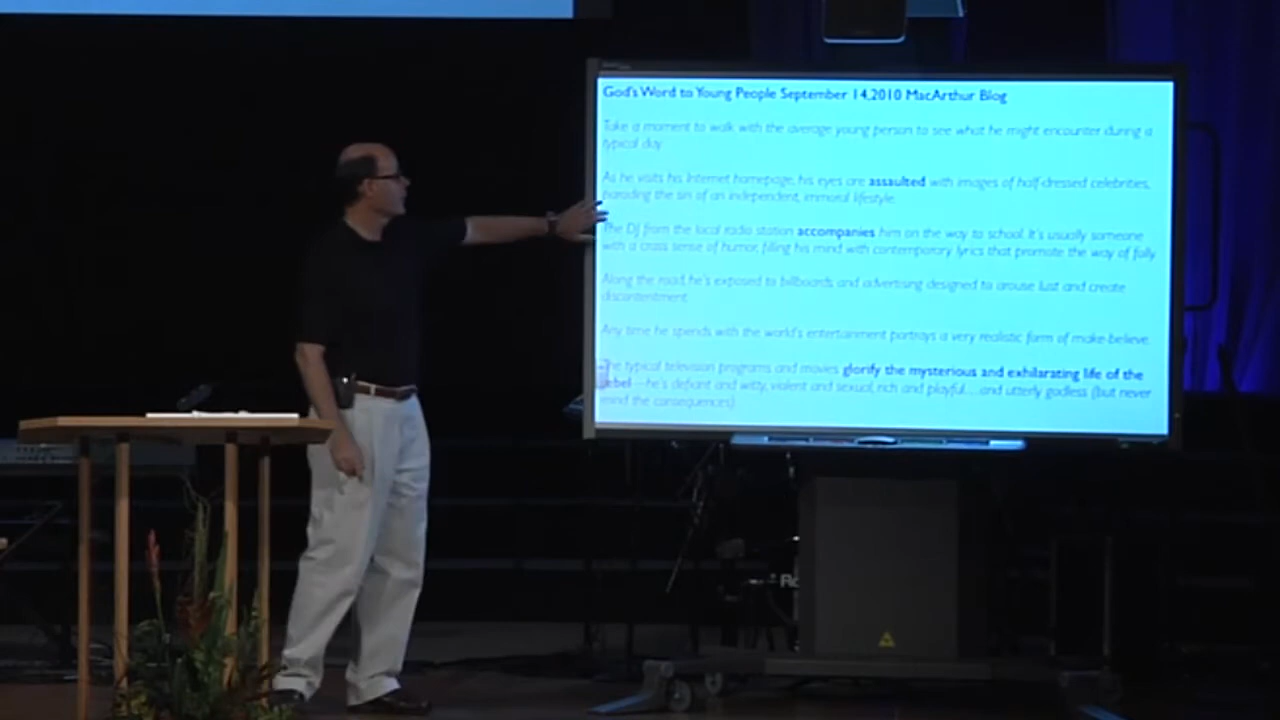 God's Word to Young People September 14,2010 MacArthur Blog
Take a moment to walk with the average young person to see what he might encounter during a
typical day.
As he visits his Internet homepage, his eyes are assaulted with images of half-dressed celebrities,
parading the sin of an independent, immoral lifestyle.
The DJ from the local radio station accompanies him on the way to school. It's usually someone
with a crass sense of humor, filling his mind with contemporary lyrics that promote the way of folly.
Along the road, he's exposed to billboards and advertising designed to arouse lust and create
discontentment.
Any time he spends with the world's entertainment portrays a very realistic form of make-believe.
The typical television programs and movies glorify the mysterious and exhilarating life of the
rebel—he's defiant and witty, violent and sexual, rich and playful... and utterly godless (but never
mind the consequences).
Ro